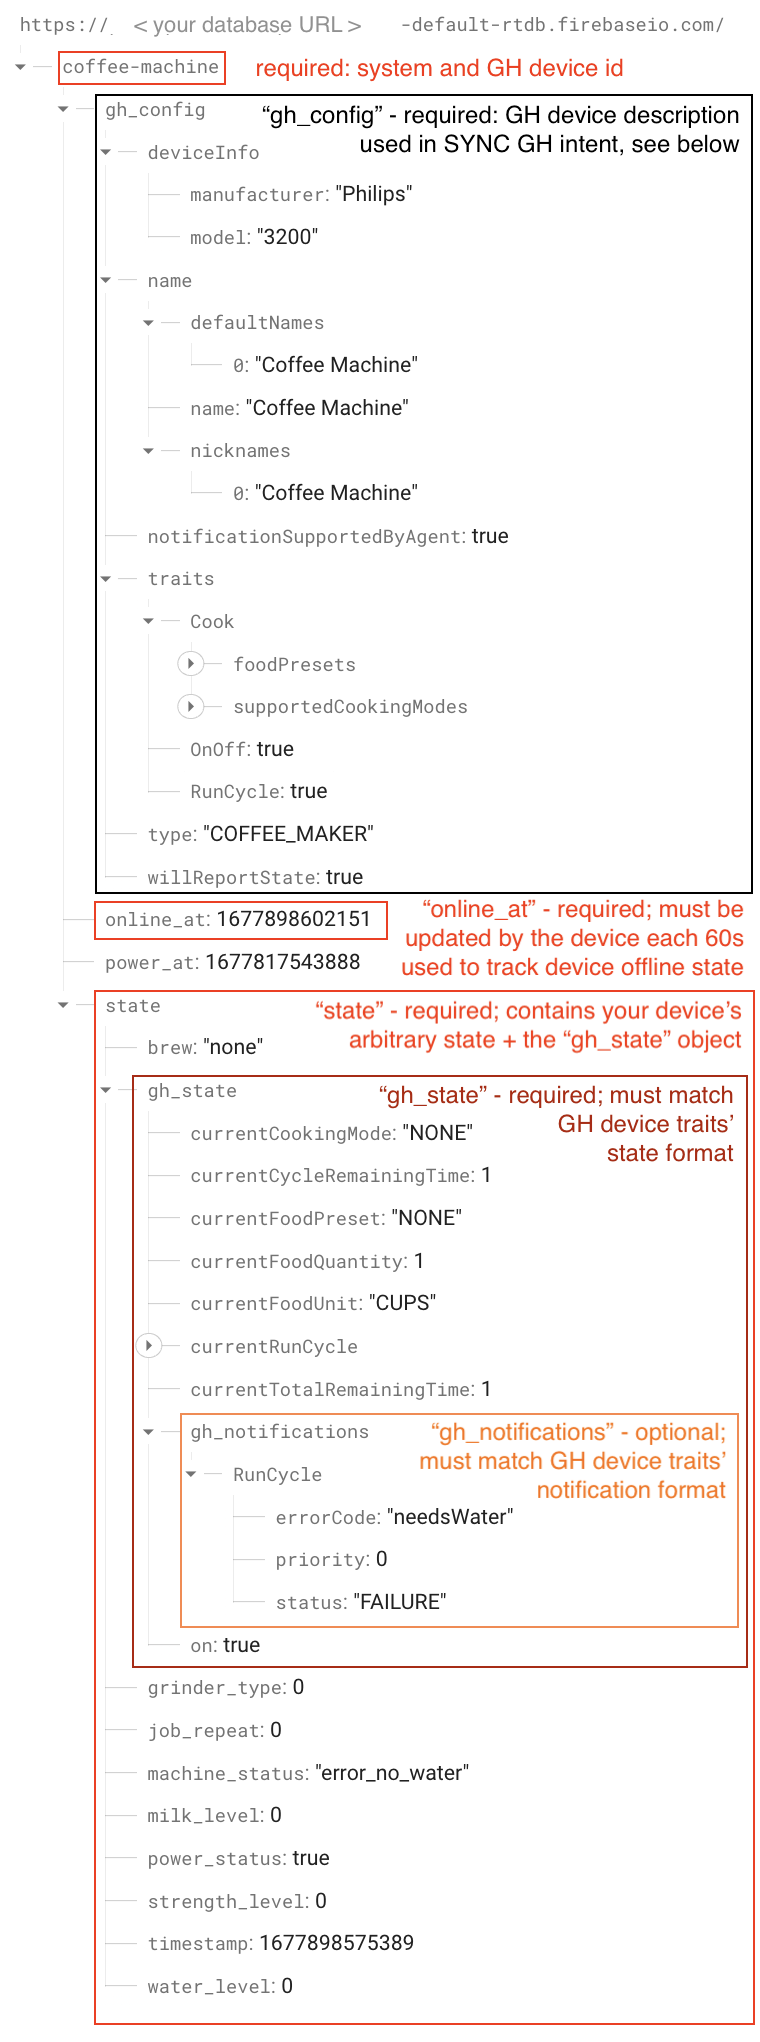 https://  < your database URL >  -default-rtdb.firebaseio.com/
coffee-machine  required: system and GH device id
gh_config  “gh_config” - required: GH device description
used in SYNC GH intent, see below
deviceInfo
manufacturer: "Philips"
model: "3200"
name
defaultNames
0: "Coffee Machine"
name: "Coffee Machine"
nicknames
0: "Coffee Machine"
notificationSupportedByAgent: true
traits
Cook
foodPresets
supportedCookingModes
OnOff: true
RunCycle: true
type: "COFFEE_MAKER"
willReportState: true
online_at: 1677898602151  “online_at” - required; must be
updated by the device each 60s
power_at: 1677817543888  used to track device offline state
state  “state” - required; contains your device’s
arbitrary state + the “gh_state” object
brew: "none"
gh_state  “gh_state” - required; must match
GH device traits’
state format
currentCookingMode: "NONE"
currentCycleRemainingTime: 1
currentFoodPreset: "NONE"
currentFoodQuantity: 1
currentFoodUnit: "CUPS"
currentRunCycle
currentTotalRemainingTime: 1
gh_notifications  “gh_notifications” - optional;
must match GH device traits’
notification format
RunCycle
errorCode: "needsWater"
priority: 0
status: "FAILURE"
on: true
grinder_type: 0
job_repeat: 0
machine_status: "error_no_water"
milk_level: 0
power_status: true
strength_level: 0
timestamp: 1677898575389
water_level: 0